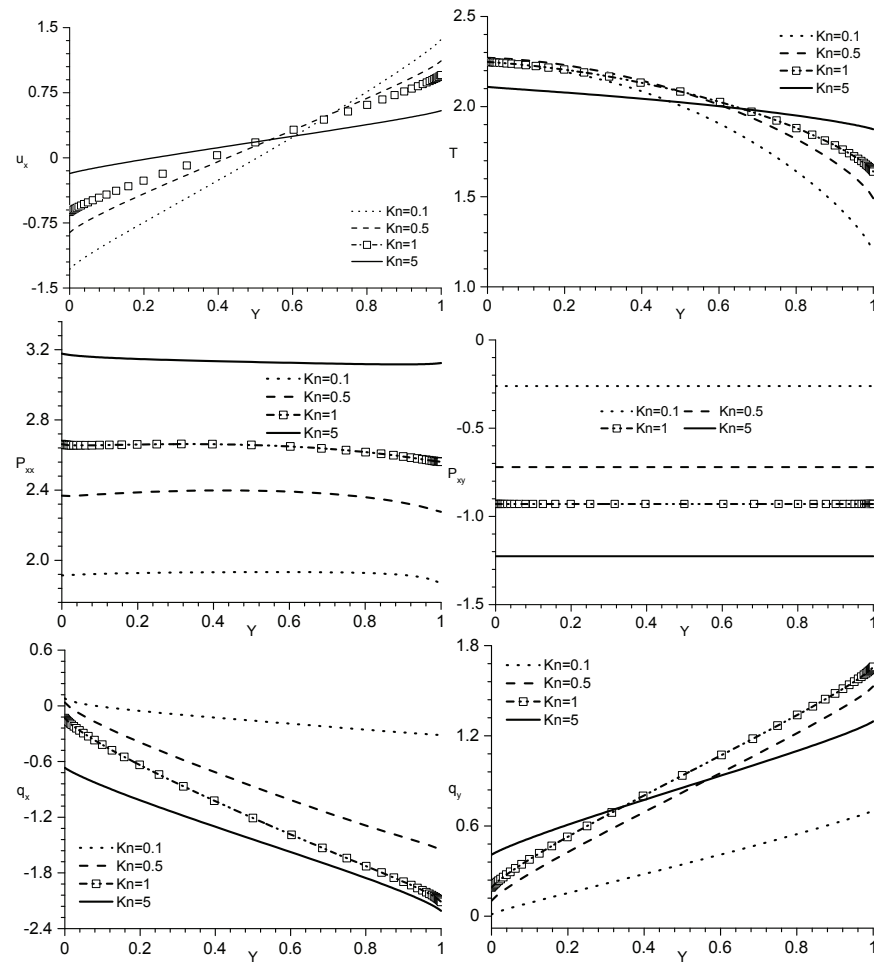 1.5
0.75
0
-0.75
-1.5
u_x
0 0.2 0.4 0.6 0.8 1
Y
Kn=0.1
Kn=0.5
Kn=1
Kn=5
2.5
2.0
1.5
1.0
T
0 0.2 0.4 0.6 0.8 1
Y
Kn=0.1
Kn=0.5
Kn=1
Kn=5
3.2
2.8
2.4
2.0
P_xx
0 0.2 0.4 0.6 0.8 1
Y
Kn=0.1
Kn=0.5
Kn=1
Kn=5
0
-0.5
-1.0
-1.5
P_xy
0 0.2 0.4 0.6 0.8 1
Y
Kn=0.1 Kn=0.5
Kn=1 Kn=5
0.6
0
-0.6
-1.2
-1.8
-2.4
q_x
0 0.2 0.4 0.6 0.8 1
Y
Kn=0.1
Kn=0.5
Kn=1
Kn=5
1.8
1.2
0.6
0
q_y
0 0.2 0.4 0.6 0.8 1
Y
Kn=0.1
Kn=0.5
Kn=1
Kn=5